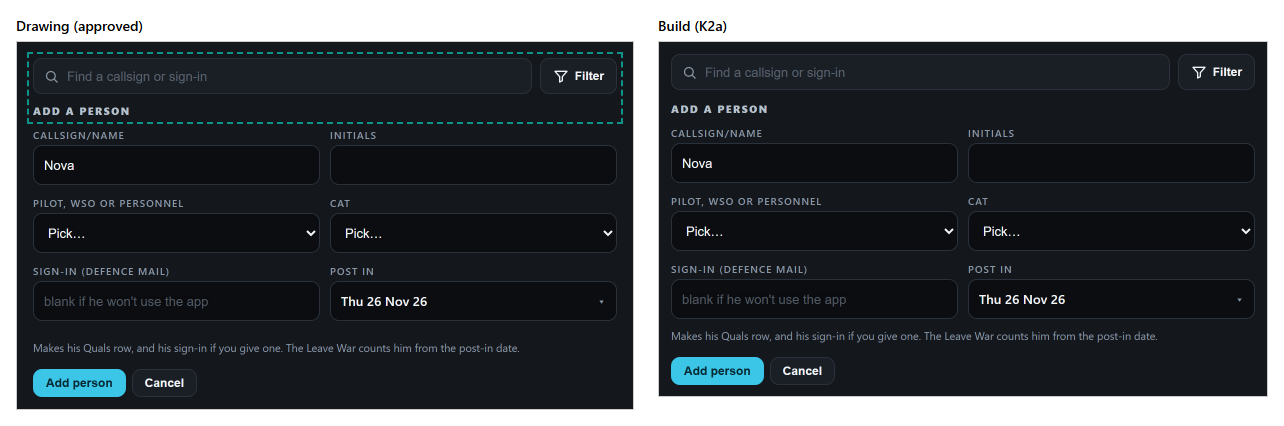 Drawing (approved)
Find a callsign or sign-in
Filter
ADD A PERSON
CALLSIGN/NAME
INITIALS
Nova
PILOT, WSO OR PERSONNEL
CAT
Pick...
Pick...
SIGN-IN (DEFENCE MAIL)
POST IN
blank if he won't use the app
Thu 26 Nov 26
Makes his Quals row, and his sign-in if you give one. The Leave War counts him from the post-in date.
Add person
Cancel
Build (K2a)
Find a callsign or sign-in
Filter
ADD A PERSON
CALLSIGN/NAME
INITIALS
Nova
PILOT, WSO OR PERSONNEL
CAT
Pick...
Pick...
SIGN-IN (DEFENCE MAIL)
POST IN
blank if he won't use the app
Thu 26 Nov 26
Makes his Quals row, and his sign-in if you give one. The Leave War counts him from the post-in date.
Add person
Cancel